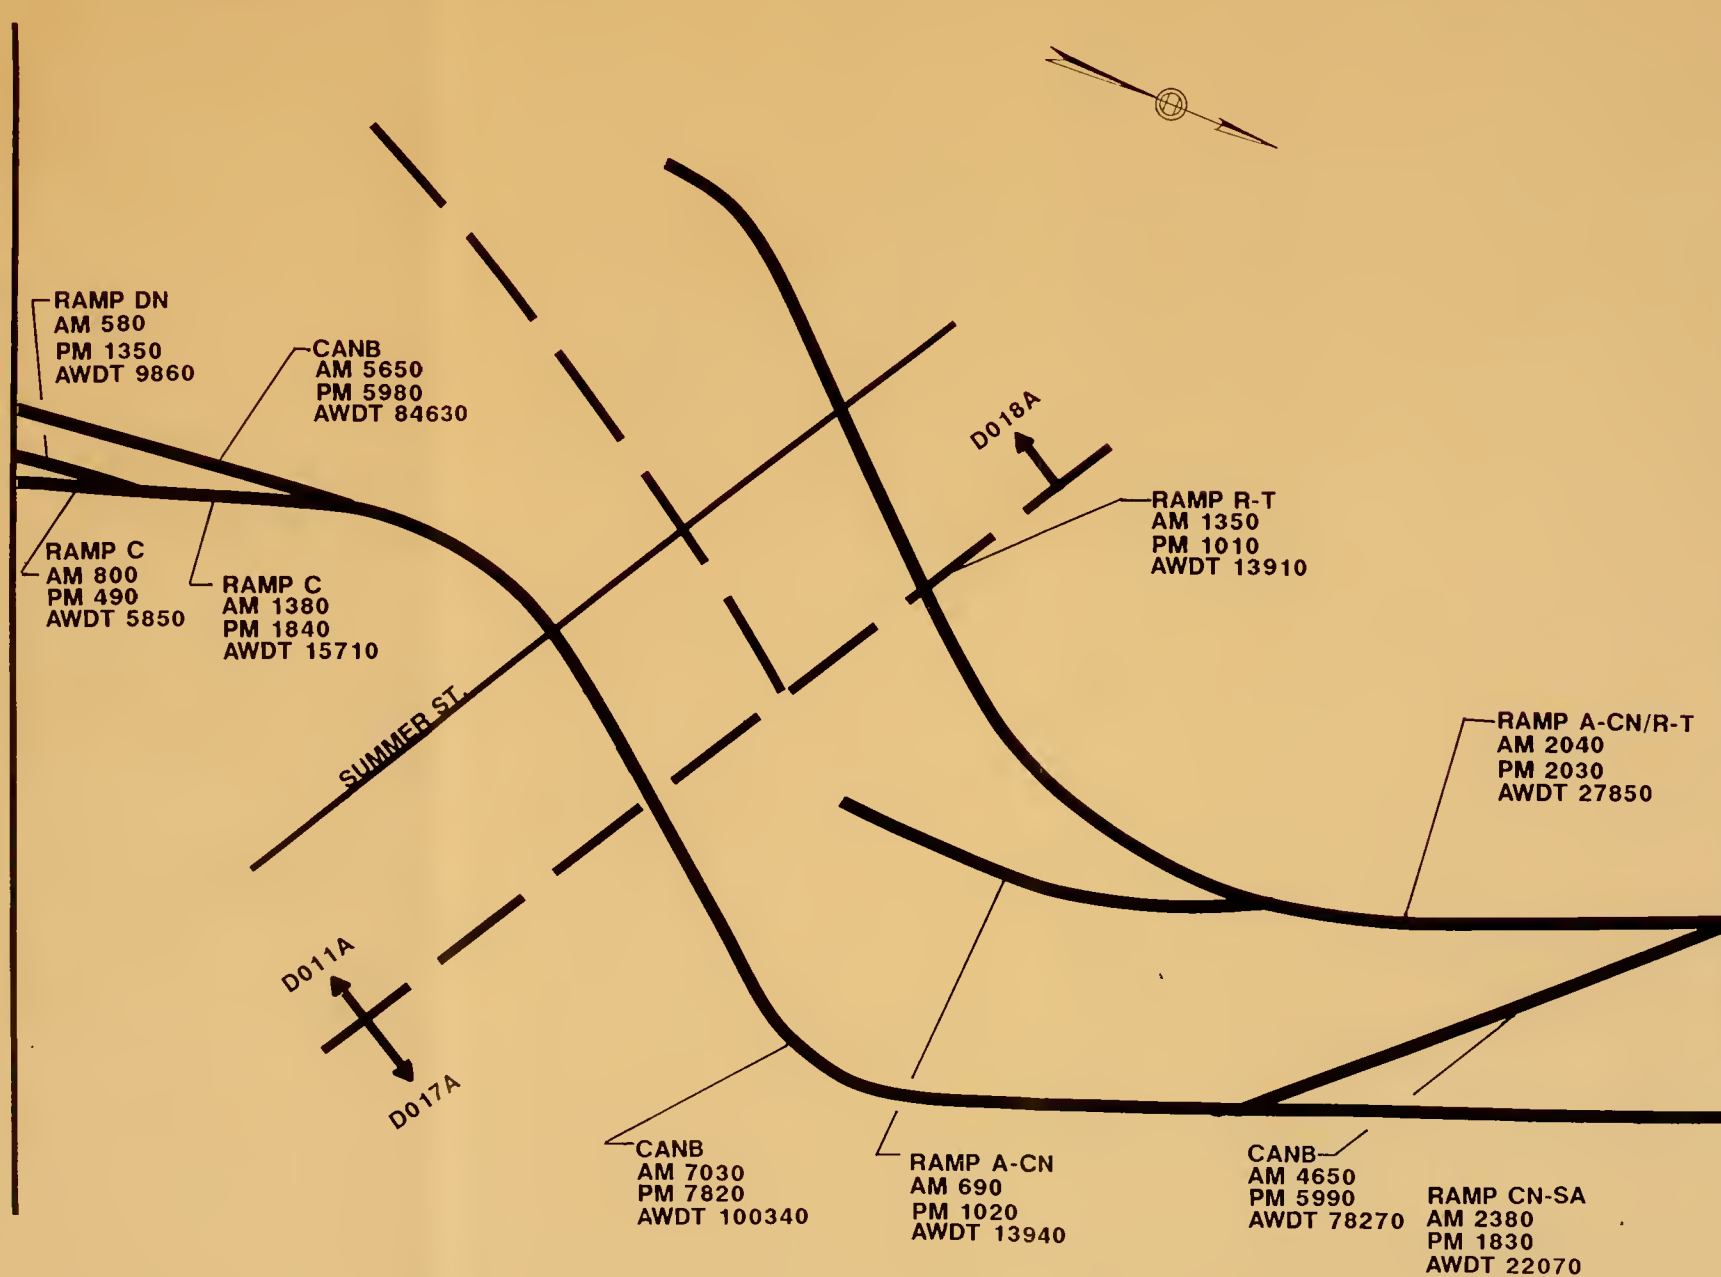 RAMP DN
AM 580
PM 1350
AWDT 9860
CANB
AM 5650
PM 5980
AWDT 84630
D018A
RAMP R-T
AM 1350
PM 1010
AWDT 13910
RAMP C
AM 800
PM 490
AWDT 5850
RAMP C
AM 1380
PM 1840
AWDT 15710
SUMMER ST.
RAMP A-CN/R-T
AM 2040
PM 2030
AWDT 27850
D011A
D017A
CANB
AM 7030
PM 7820
AWDT 100340
RAMP A-CN
AM 690
PM 1020
AWDT 13940
CANB
AM 4650
PM 5990
AWDT 78270
RAMP CN-SA
AM 2380
PM 1830
AWDT 22070